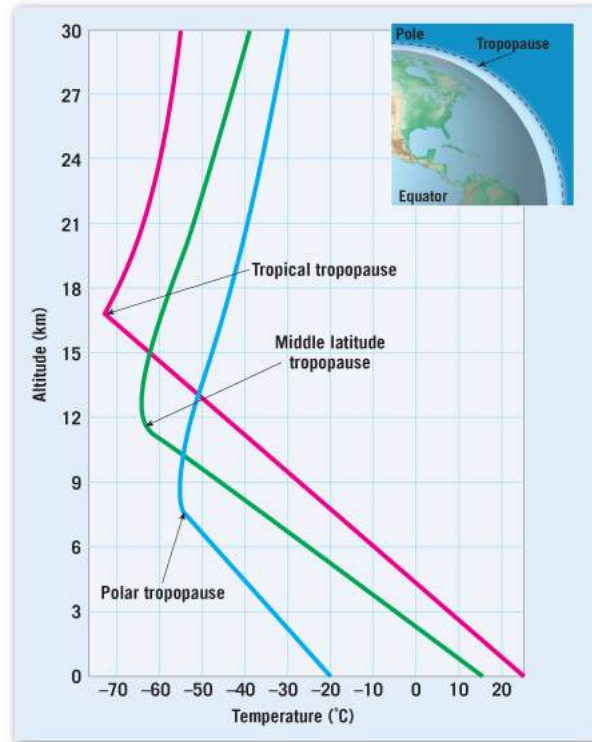 30
27
24
21
18
15
12
9
6
3
0
Altitude (km)
Pole
Tropopause
Equator
Tropical tropopause
Middle latitude
tropopause
Polar tropopause
–70 –60 –50 –40 –30 –20 –10 0 10 20
Temperature (˚C)